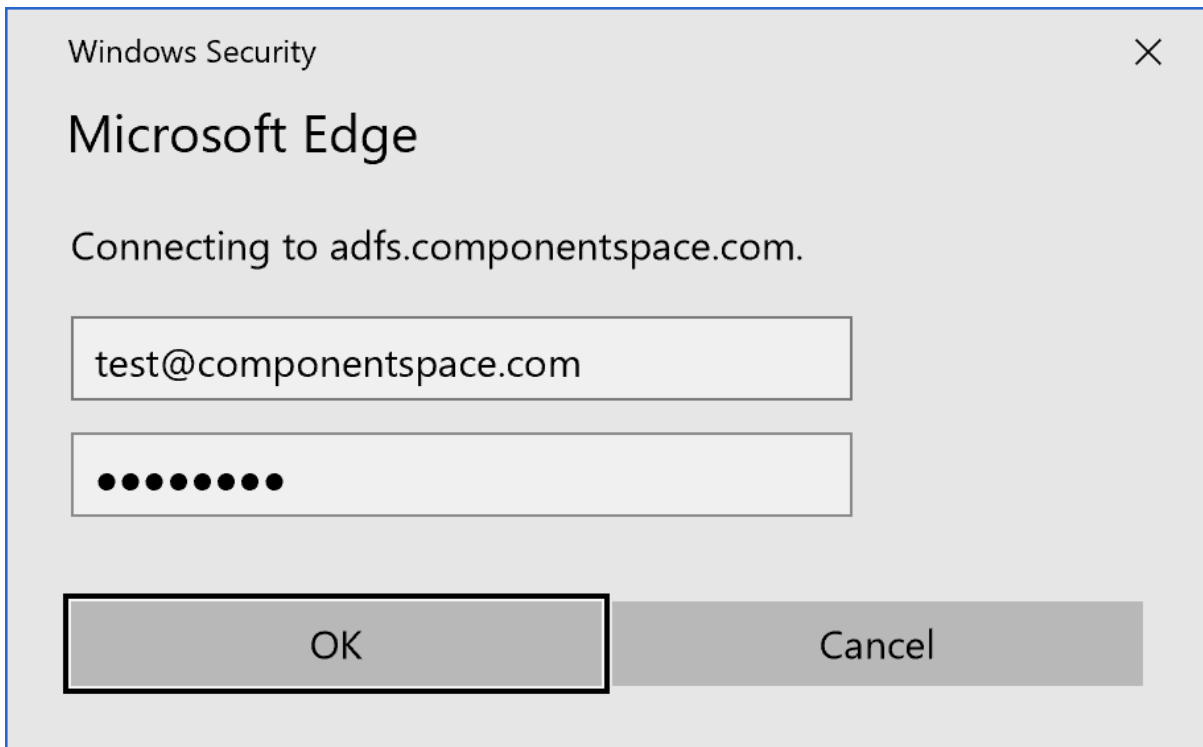 Windows Security
Microsoft Edge
Connecting to adfs.componentspace.com.
test@componentspace.com
••••••••
OK
Cancel